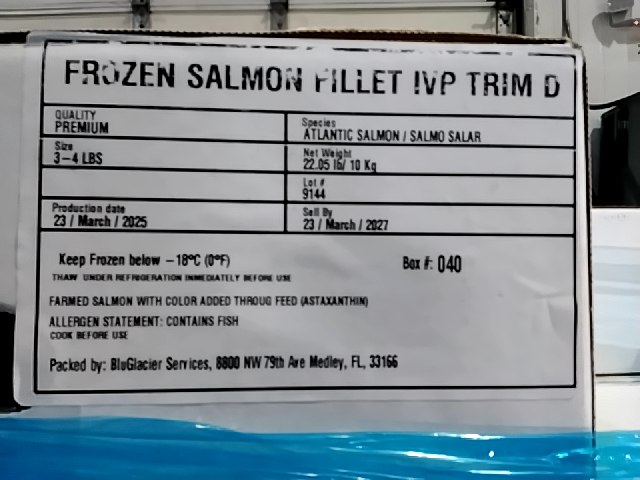 FROZEN SALMON FILLET IVP TRIM D
QUALITY
PREMIUM
Species
ATLANTIC SALMON / SALMO SALAR
Size
3-4 LBS
Net Weight
22.05 lb/ 10 Kg
Lot #
9144
Production date
23 / March / 2025
Sell By
23 / March / 2027
Keep Frozen below -18ºC (0ºF)
Box #: 040
THAW UNDER REFRIGERATION INMEDIATELY BEFORE USE
FARMED SALMON WITH COLOR ADDED THROUG FEED (ASTAXANTHIN)
ALLERGEN STATEMENT: CONTAINS FISH
COOK BEFORE USE
Packed by: BluGlacier Services, 8800 NW 79th Ave Medley, FL, 33166